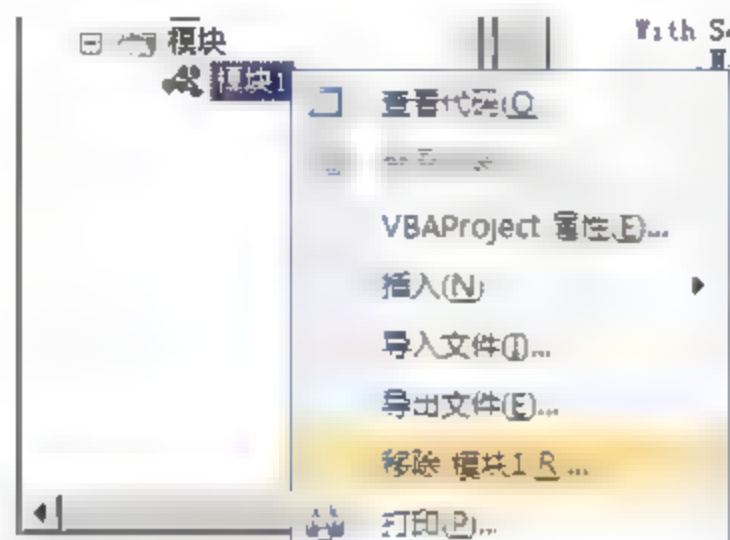 模块
With
模块1
查看代码(O
VBAProject 属性(E)...
插入(N)
导入文件(I)...
导出文件(E)...
移除 模块1(R)...
打印(P)...